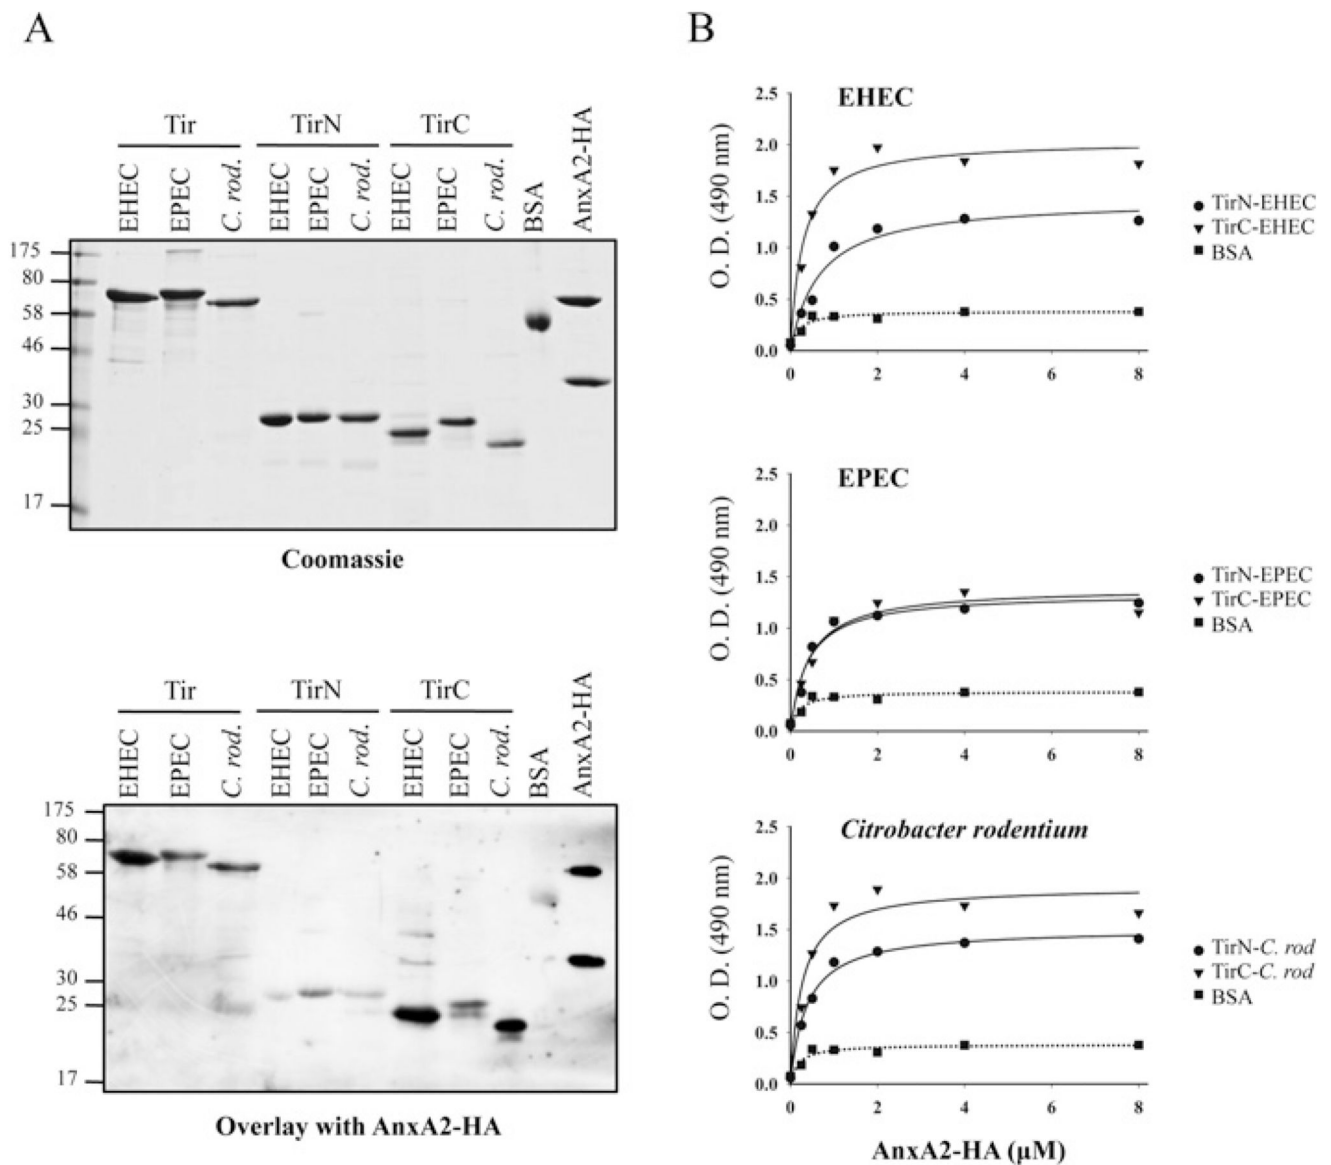 A
Tir TirN TirC
EHEC EPEC C. rod. EHEC EPEC C. rod. EHEC EPEC C. rod. BSA AnxA2-HA
175
80
58
46
30
25
17
Coomassie
Tir TirN TirC
EHEC EPEC C. rod. EHEC EPEC C. rod. EHEC EPEC C. rod. BSA AnxA2-HA
175
80
58
46
30
25
17
Overlay with AnxA2-HA
B
EHEC
O. D. (490 nm)
2.5
2.0
1.5
1.0
0.5
0.0
0 2 4 6 8
TirN-EHEC
TirC-EHEC
BSA
EPEC
O. D. (490 nm)
2.5
2.0
1.5
1.0
0.5
0.0
0 2 4 6 8
TirN-EPEC
TirC-EPEC
BSA
Citrobacter rodentium
O. D. (490 nm)
2.5
2.0
1.5
1.0
0.5
0.0
0 2 4 6 8
TirN-C. rod
TirC-C. rod
BSA
AnxA2-HA (µM)